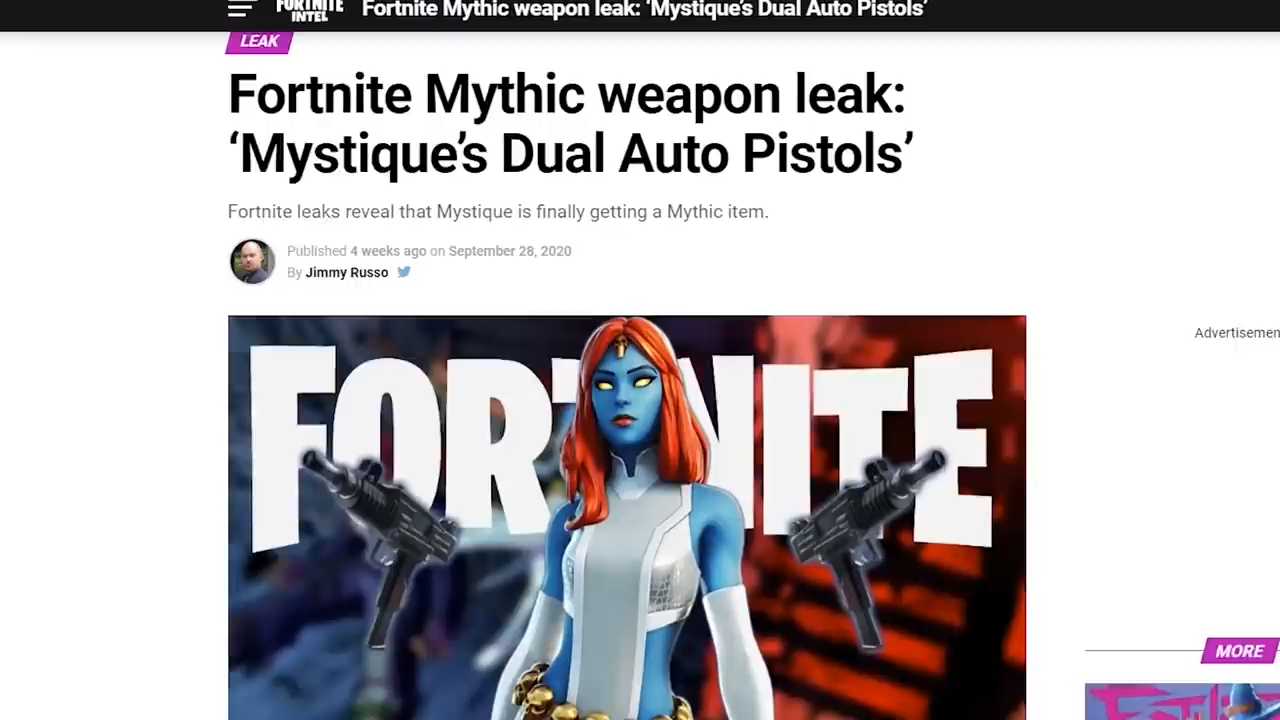 FORTNITE
INTEL
Fortnite Mythic weapon leak: ‘Mystique’s Dual Auto Pistols’
LEAK
Fortnite Mythic weapon leak:
‘Mystique’s Dual Auto Pistols’
Fortnite leaks reveal that Mystique is finally getting a Mythic item.
Published 4 weeks ago on September 28, 2020
By Jimmy Russo
Advertisemen
FORTNITE
MORE